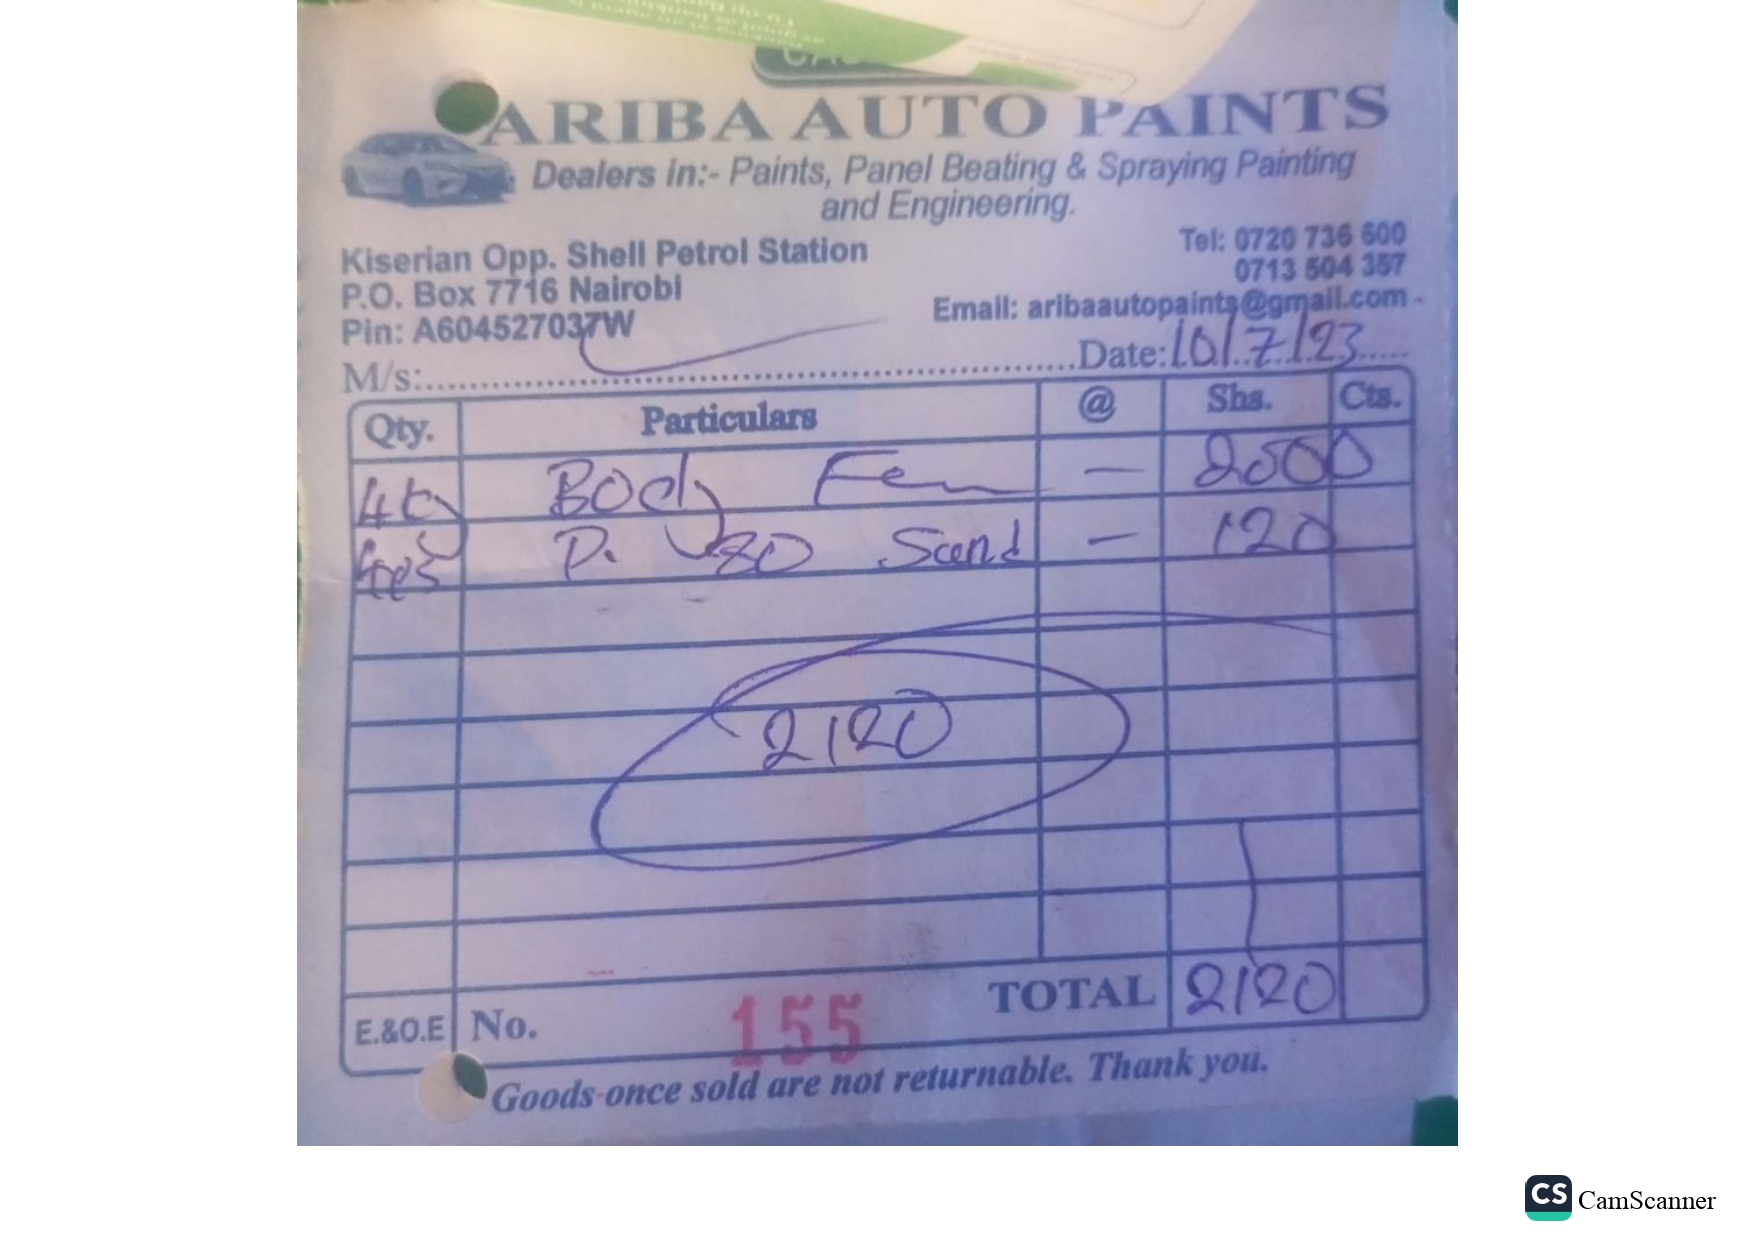 CAS
ARIBA AUTO PAINTS
Dealers in:- Paints, Panel Beating & Spraying Painting
and Engineering.
Kiserian Opp. Shell Petrol Station
P.O. Box 7716 Nairobi
Pin: A604527037W
Tel: 0720 736 600
0713 504 357
Email: aribaautopaints@gmail.com
M/s: Date: 10/7/23
Qty. Particulars @ Shs. Cts.
Body - 2000
P. 80 Sand - 120
2120
TOTAL 2120
E.&O.E No. 155
Goods once sold are not returnable. Thank you.
CS CamScanner